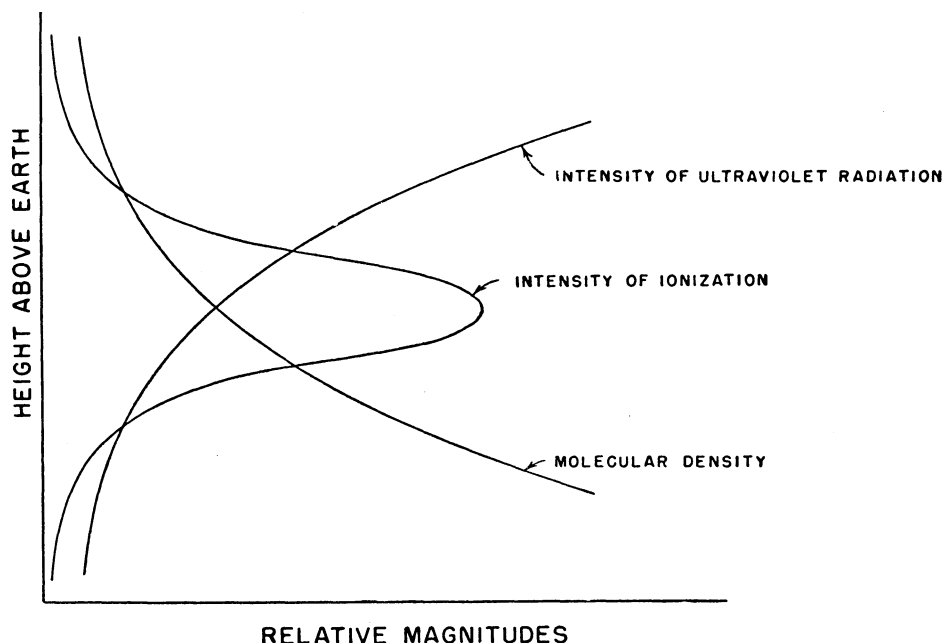 HEIGHT ABOVE EARTH
INTENSITY OF ULTRAVIOLET RADIATION
INTENSITY OF IONIZATION
MOLECULAR DENSITY
RELATIVE MAGNITUDES